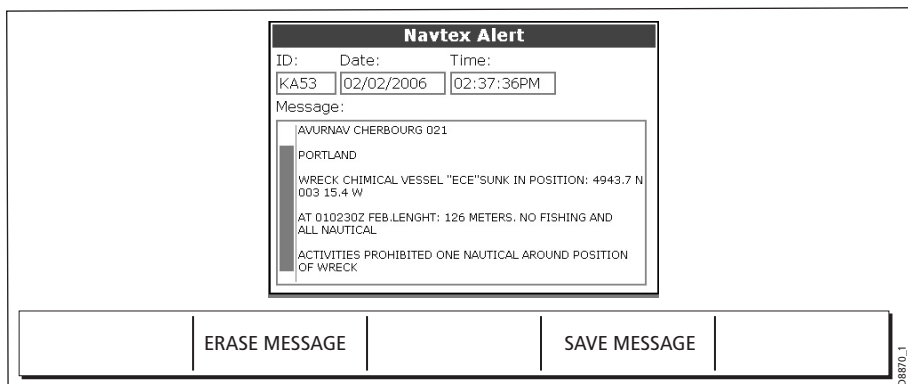 Navtex Alert
ID: Date: Time:
KA53 02/02/2006 02:37:36PM
Message:
AVURNAV CHERBOURG 021
PORTLAND
WRECK CHIMICAL VESSEL "ECE"SUNK IN POSITION: 4943.7 N
003 15.4 W
AT 010230Z FEB.LENGHT: 126 METERS. NO FISHING AND
ALL NAUTICAL
ACTIVITIES PROHIBITED ONE NAUTICAL AROUND POSITION
OF WRECK
ERASE MESSAGE SAVE MESSAGE